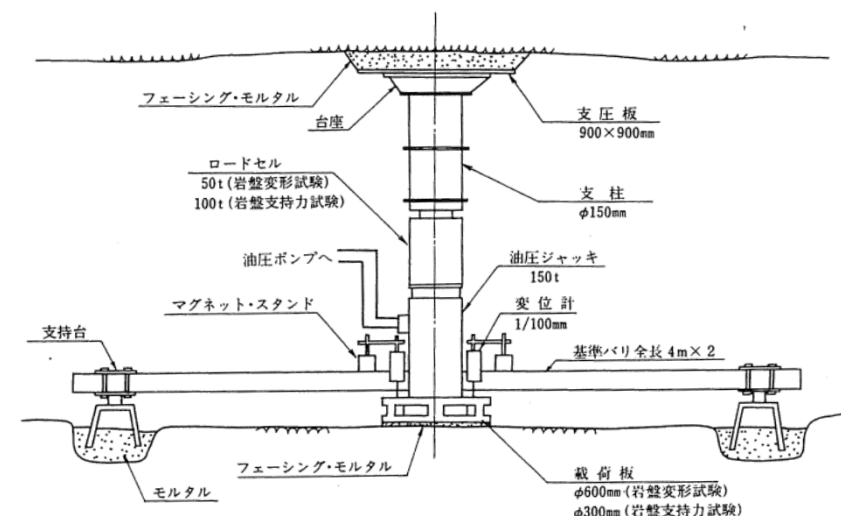 フェーシング・モルタル
台座
支圧板
900×900mm
ロードセル
50t(岩盤変形試験)
100t(岩盤支持力試験)
支柱
φ150mm
油圧ポンプへ
油圧ジャッキ
150t
マグネット・スタンド
変位計
1/100mm
支持台
基準バリ全長4m×2
フェーシング・モルタル
モルタル
載荷板
φ600mm(岩盤変形試験)
φ300mm(岩盤支持力試験)